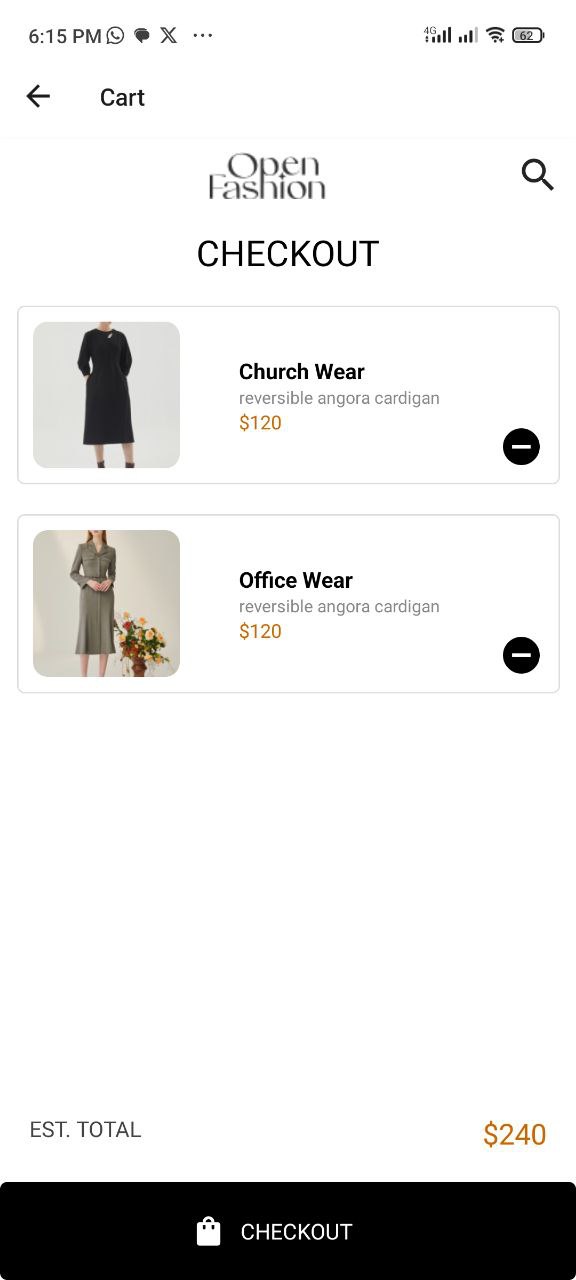 6:15 PM
4G
62
Cart
Open
Fashion
CHECKOUT
Church Wear
reversible angora cardigan
$120
Office Wear
reversible angora cardigan
$120
EST. TOTAL
$240
CHECKOUT